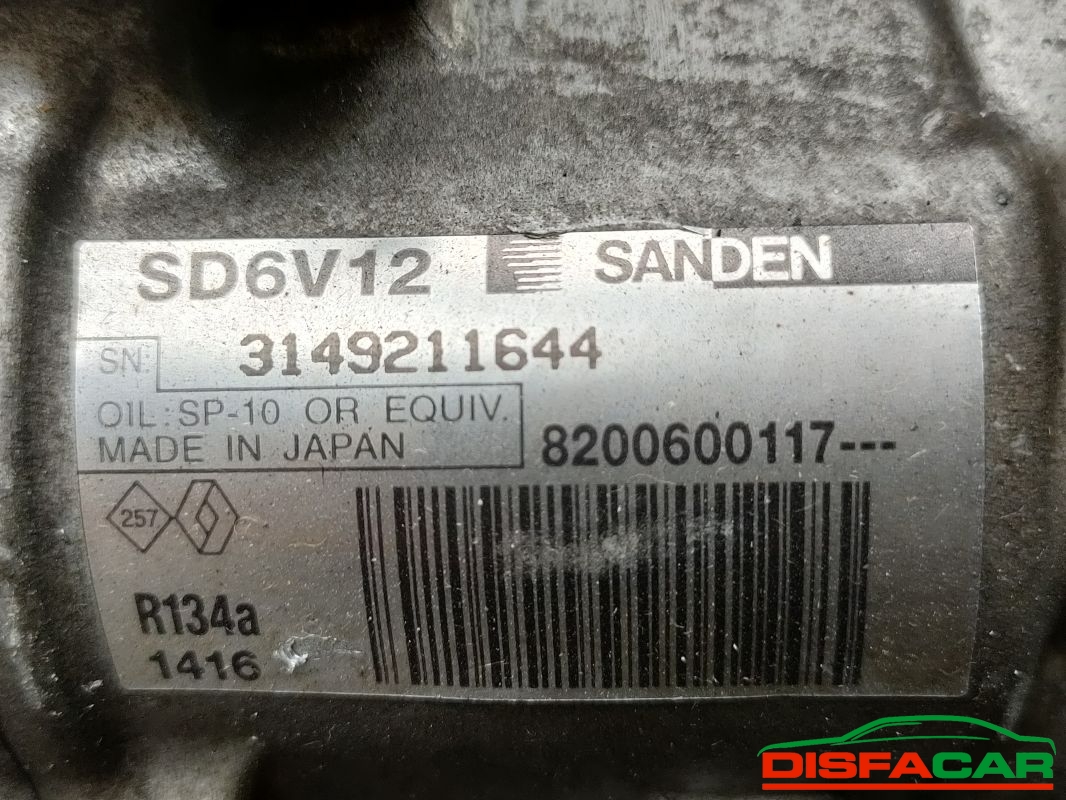 SD6V12 SANDEN
SN: 3149211644
OIL:SP-10 OR EQUIV.
MADE IN JAPAN
8200600117---
257
R134a
1416
DISFACAR